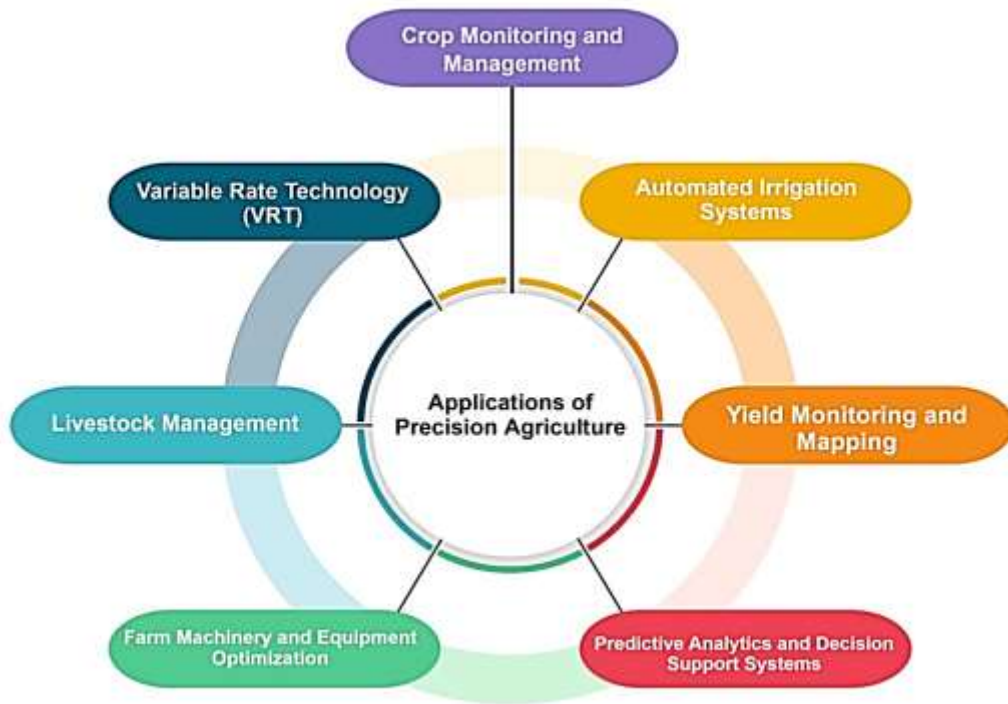 Crop Monitoring and
Management
Variable Rate Technology
(VRT)
Automated Irrigation
Systems
Livestock Management
Applications of
Precision Agriculture
Yield Monitoring and
Mapping
Farm Machinery and Equipment
Optimization
Predictive Analytics and Decision
Support Systems